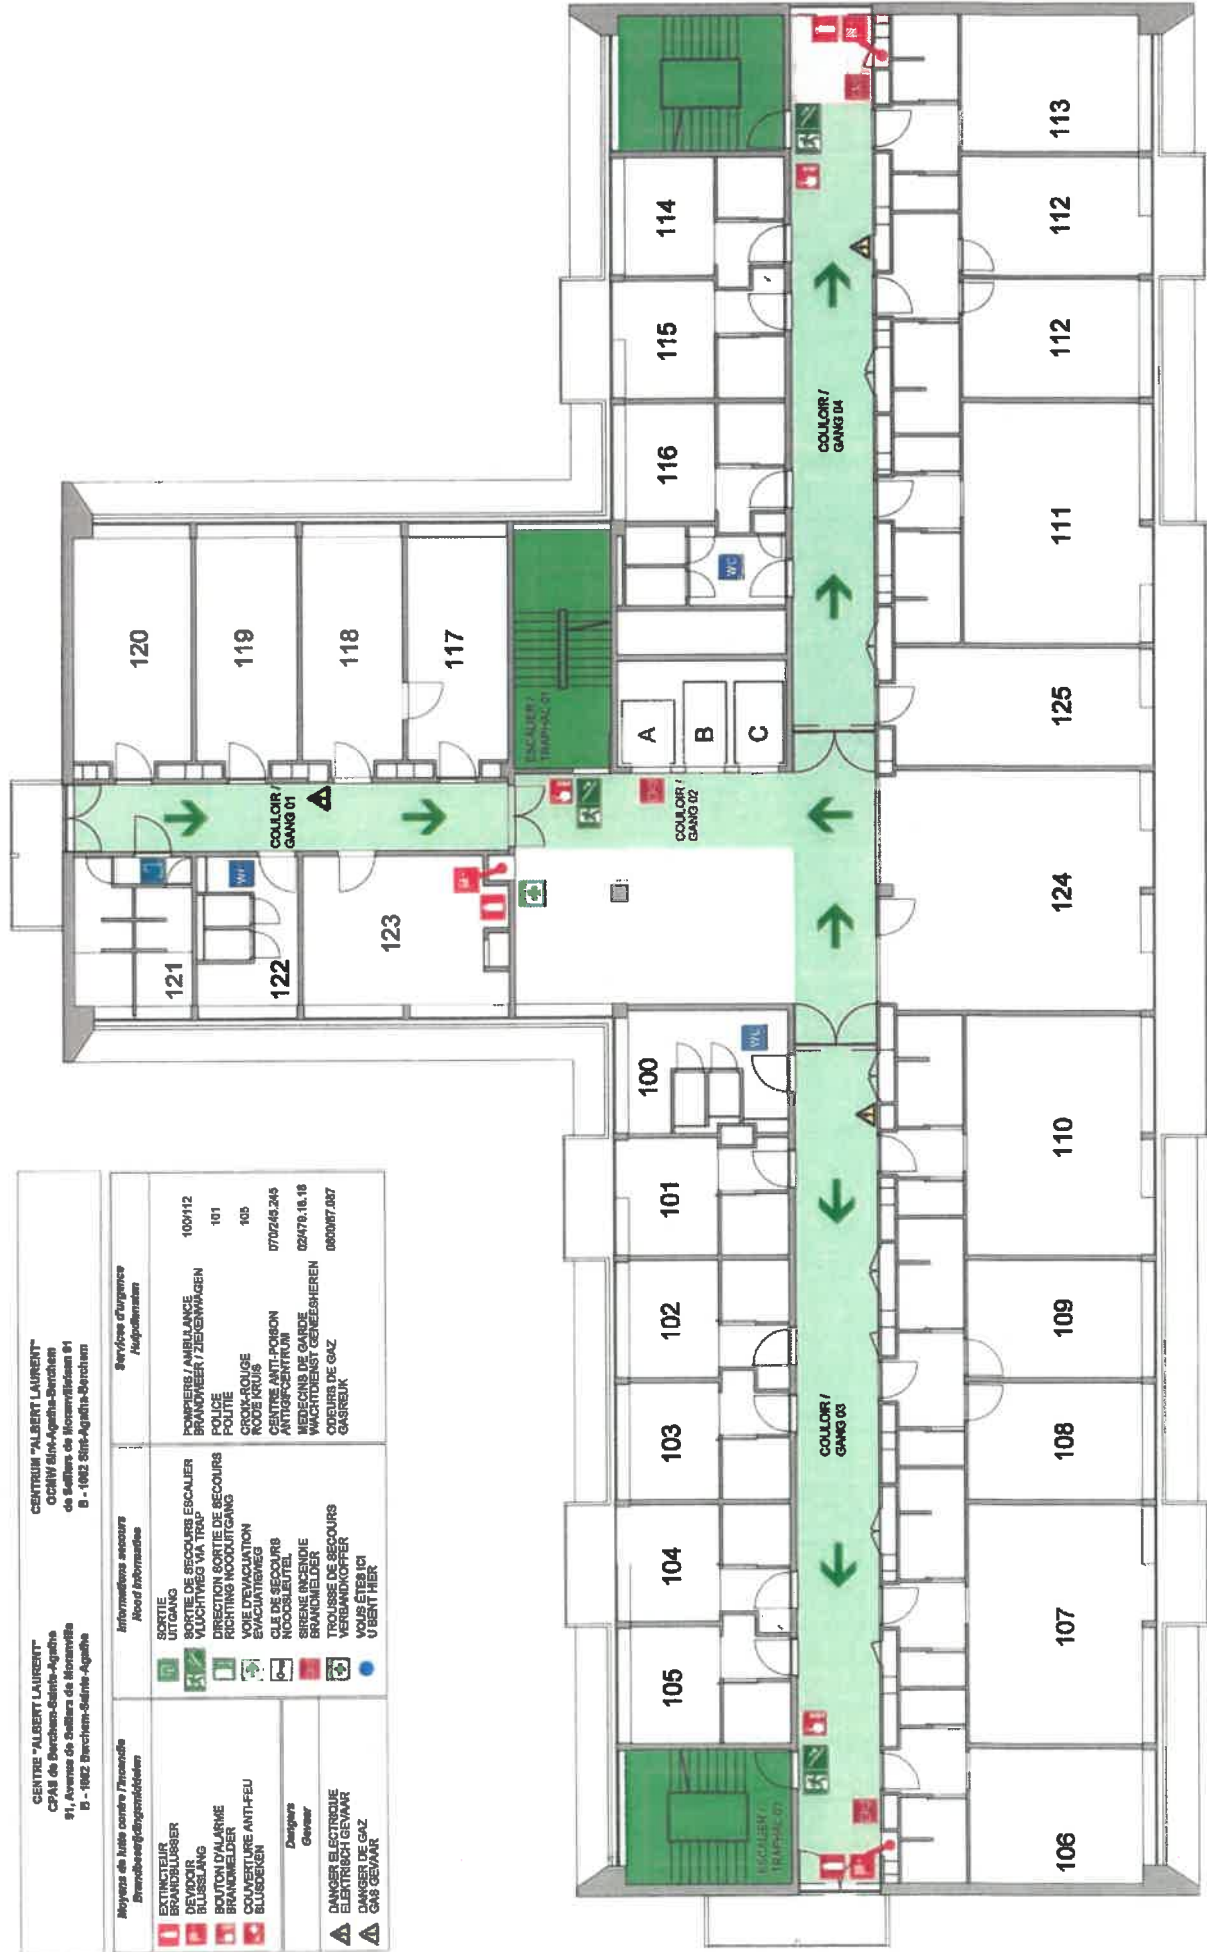 CENTRE "ALBERT LAURENT"
CPAS de Berchem-Sainte-Agathe
91, Avenue de Selliers de Moranville
B - 1082 Berchem-Sainte-Agathe
CENTRUM "ALBERT LAURENT"
OCMW Sint-Agatha-Berchem
de Selliers de Moranvillelaan 91
B - 1082 Sint-Agatha-Berchem
Moyens de lutte contre l'incendie
Brandbestrijdingsmiddelen
EXTINCTEUR
BRANDBLUSSER
DEVIDOIR
BLUSSLANG
BOUTON D'ALARME
BRANDMELDER
COUVERTURE ANTI-FEU
BLUSDEKEN
Dangers
Gevaar
DANGER ELECTRIQUE
ELEKTRISCH GEVAAR
DANGER DE GAZ
GAS GEVAAR
Informations secours
Nood informaties
SORTIE
UITGANG
SORTIE DE SECOURS ESCALIER
VLUCHTWEG VIA TRAP
DIRECTION SORTIE DE SECOURS
RICHTING NOODUITGANG
VOIE D'EVACUATION
EVACUATIEWEG
CLE DE SECOURS
NOODSLEUTEL
SIRENE INCENDIE
BRANDMELDER
TROUSSE DE SECOURS
VERBANDKOFFER
VOUS ÊTES ICI
U BENT HIER
Services d'urgence
Hulpdiensten
POMPIERS / AMBULANCE 100/112
BRANDWEER / ZIEKENWAGEN
POLICE 101
POLITIE
CROIX-ROUGE 105
RODE KRUIS
CENTRE ANTI-POISON 070/245.245
ANTIGIFCENTRUM
MEDECINS DE GARDE 02/479.18.18
WACHTDIENST GENEESHEREN
ODEURS DE GAZ
GASREUK
121
122
123
WC
COULOIR /
GANG 01
120
119
118
117
ESCALIER /
TRAPHAL 01
COULOIR /
GANG 02
A
B
C
105
104
103
102
101
100
WC
WC
116
115
114
ESCALIER /
COULOIR /
GANG 03
COULOIR /
GANG 04
106
107
108
109
110
124
125
111
112
112
113